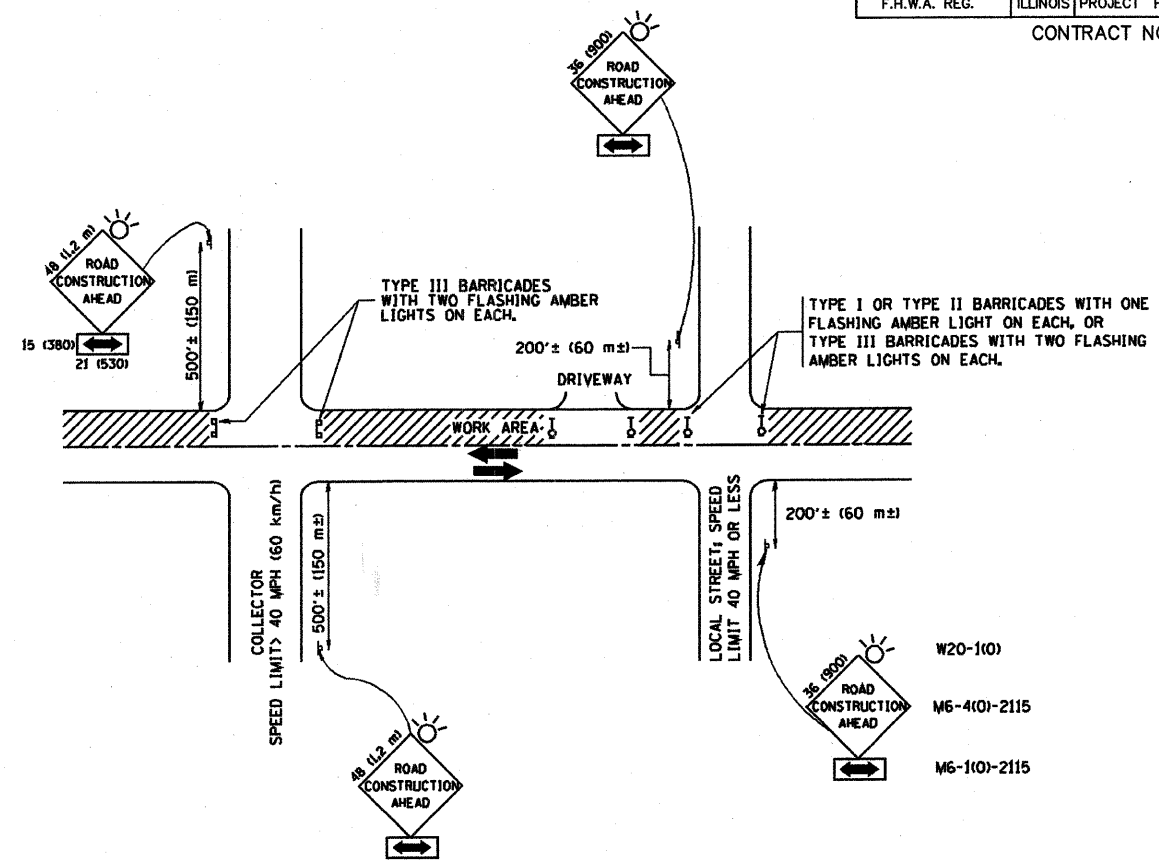 F.H.W.A. REG. ILLINOIS PROJECT
CONTRACT NO
36 (900)
ROAD
CONSTRUCTION
AHEAD
48 (1.2 m)
ROAD
CONSTRUCTION
AHEAD
15 (380)
21 (530)
500'± (150 m)
TYPE III BARRICADES
WITH TWO FLASHING AMBER
LIGHTS ON EACH.
200'± (60 m±)
DRIVEWAY
TYPE I OR TYPE II BARRICADES WITH ONE
FLASHING AMBER LIGHT ON EACH, OR
TYPE III BARRICADES WITH TWO FLASHING
AMBER LIGHTS ON EACH.
WORK AREA
COLLECTOR
SPEED LIMIT> 40 MPH (60 km/h)
500'± (150 m±)
LOCAL STREET; SPEED
LIMIT 40 MPH OR LESS
200'± (60 m±)
48 (1.2 m)
ROAD
CONSTRUCTION
AHEAD
36 (900)
ROAD
CONSTRUCTION
AHEAD
W20-1(O)
M6-4(O)-2115
M6-1(O)-2115